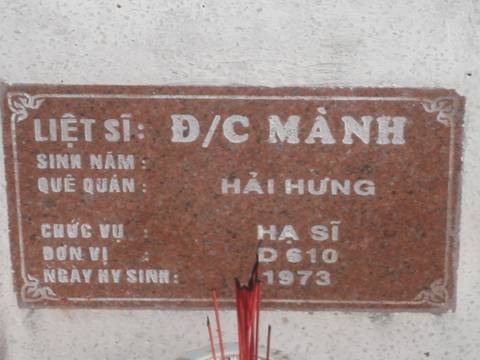 LIỆT SĨ: Đ/C MÀNH
SINH NĂM :
QUÊ QUÁN : HẢI HƯNG
CHỨC VỤ : HẠ SĨ
ĐƠN VỊ : D 610
NGÀY HY SINH: 1973